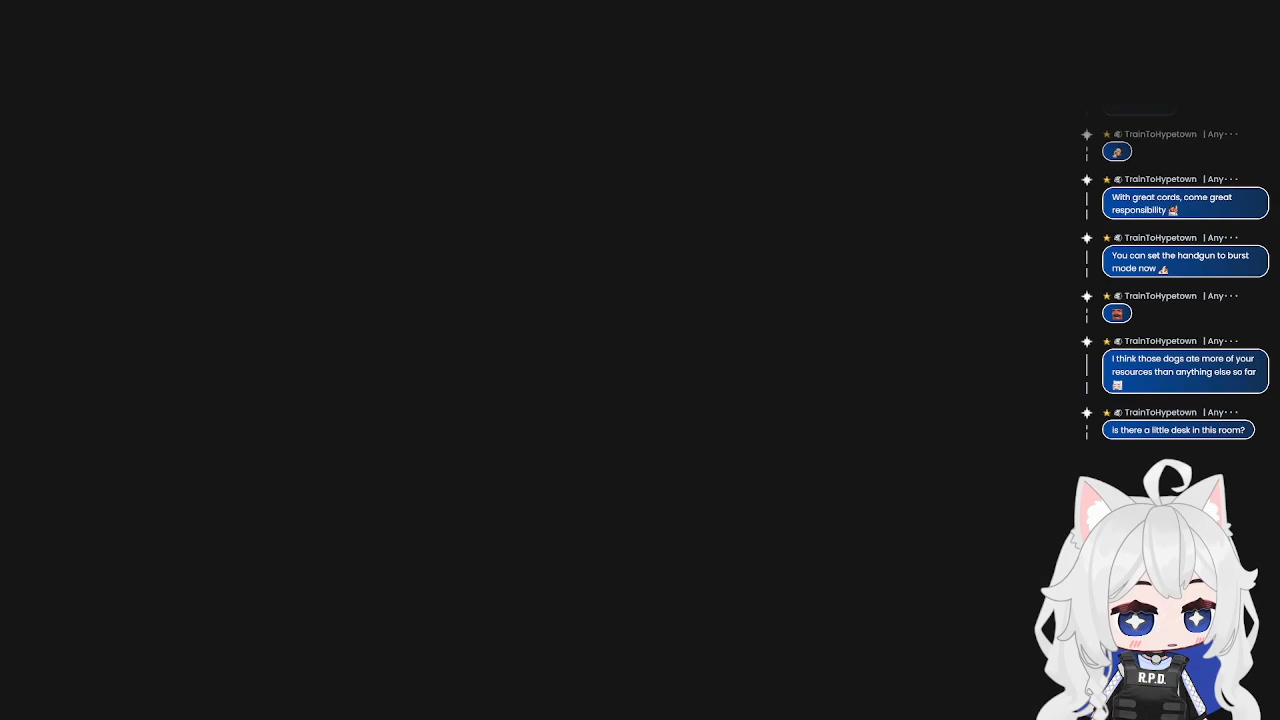 TrainToHypetown | Any···
TrainToHypetown | Any···
With great cords, come great
responsibility
TrainToHypetown | Any···
You can set the handgun to burst
mode now
TrainToHypetown | Any···
TrainToHypetown | Any···
I think those dogs ate more of your
resources than anything else so far
TrainToHypetown | Any···
is there a little desk in this room?
R.P.D.